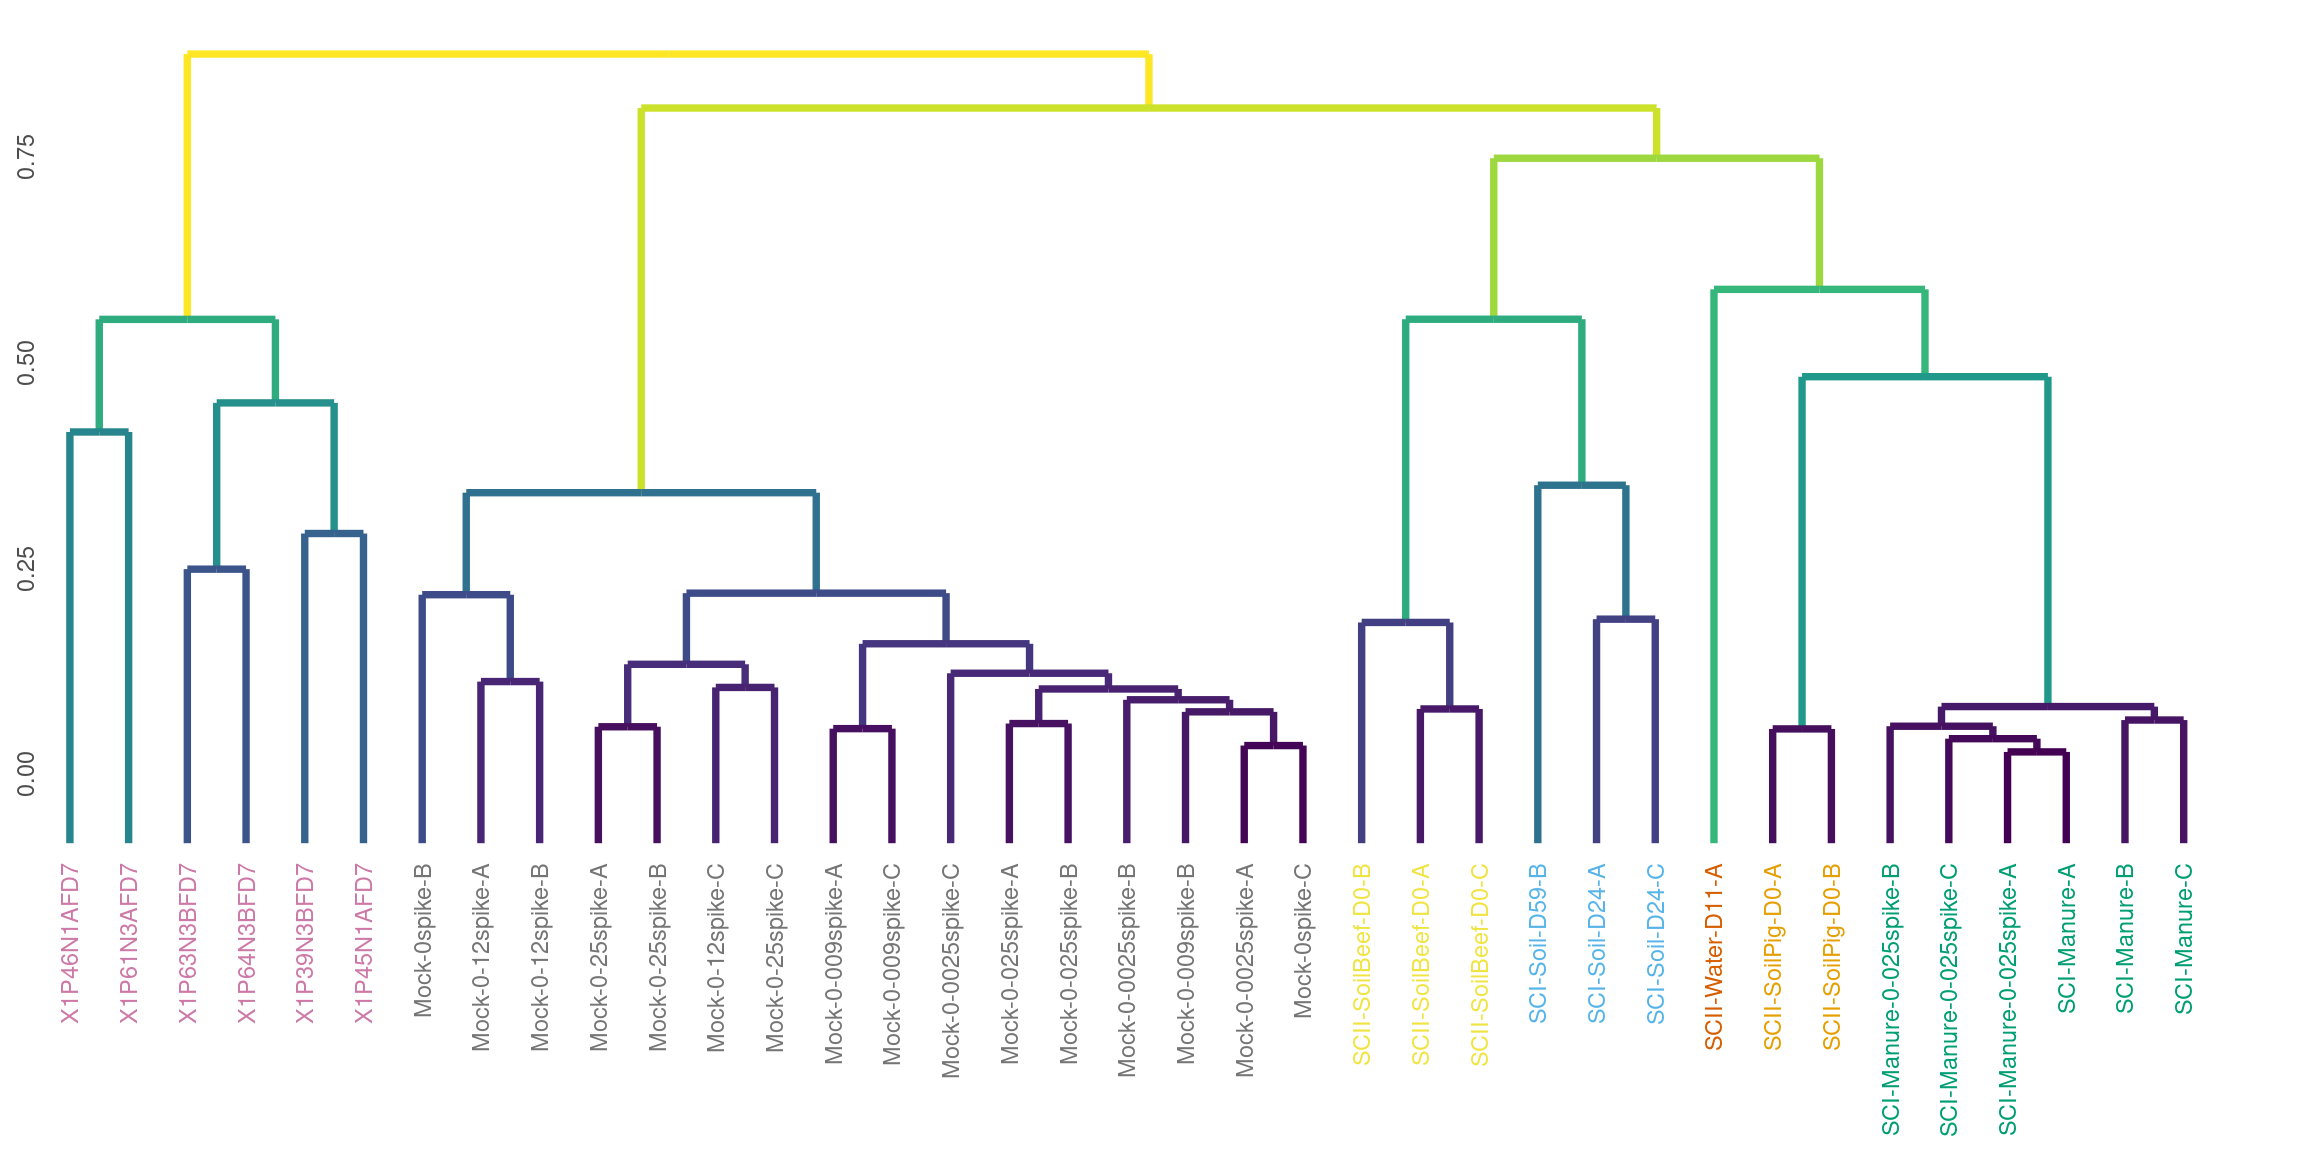 0.75
0.50
0.25
0.00
X1P46N1AFD7
X1P61N3AFD7
X1P63N3BFD7
X1P64N3BFD7
X1P39N3BFD7
X1P45N1AFD7
Mock-0spike-B
Mock-0-12spike-A
Mock-0-12spike-B
Mock-0-25spike-A
Mock-0-25spike-B
Mock-0-12spike-C
Mock-0-25spike-C
Mock-0-009spike-A
Mock-0-009spike-C
Mock-0-0025spike-C
Mock-0-025spike-A
Mock-0-025spike-B
Mock-0-0025spike-B
Mock-0-009spike-B
Mock-0-0025spike-A
Mock-0spike-C
SCII-SoilBeef-D0-B
SCII-SoilBeef-D0-A
SCII-SoilBeef-D0-C
SCI-Soil-D59-B
SCI-Soil-D24-A
SCI-Soil-D24-C
SCII-Water-D11-A
SCII-SoilPig-D0-A
SCII-SoilPig-D0-B
SCI-Manure-0-025spike-B
SCI-Manure-0-025spike-C
SCI-Manure-0-025spike-A
SCI-Manure-A
SCI-Manure-B
SCI-Manure-C